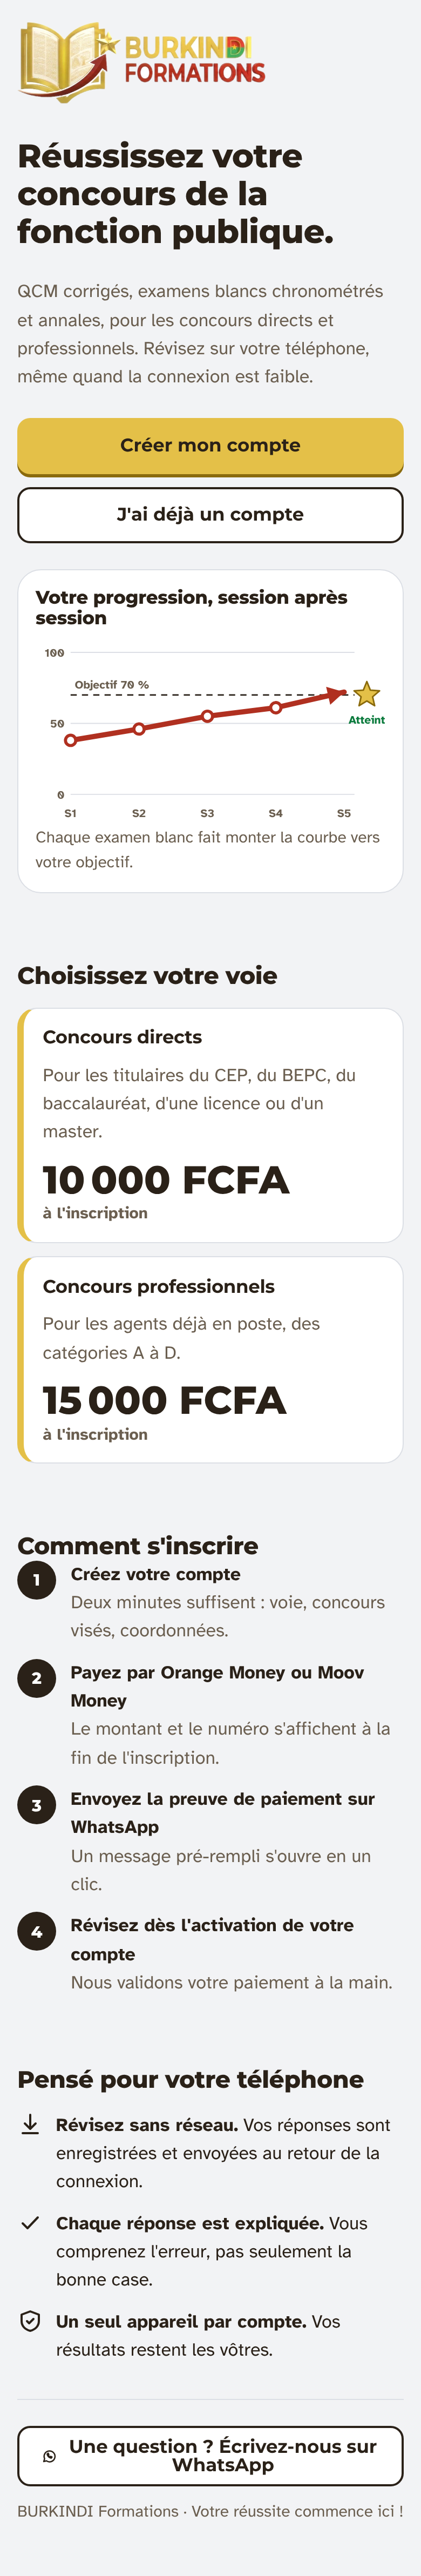 BURKINDI
FORMATIONS
Réussissez votre
concours de la
fonction publique.
QCM corrigés, examens blancs chronométrés
et annales, pour les concours directs et
professionnels. Révisez sur votre téléphone,
même quand la connexion est faible.
Créer mon compte
J'ai déjà un compte
Votre progression, session après
session
100
Objectif 70 %
50
Atteint
0
S1 S2 S3 S4 S5
Chaque examen blanc fait monter la courbe vers
votre objectif.
Choisissez votre voie
Concours directs
Pour les titulaires du CEP, du BEPC, du
baccalauréat, d'une licence ou d'un
master.
10 000 FCFA
à l'inscription
Concours professionnels
Pour les agents déjà en poste, des
catégories A à D.
15 000 FCFA
à l'inscription
Comment s'inscrire
1 Créez votre compte
Deux minutes suffisent : voie, concours
visés, coordonnées.
2 Payez par Orange Money ou Moov
Money
Le montant et le numéro s'affichent à la
fin de l'inscription.
3 Envoyez la preuve de paiement sur
WhatsApp
Un message pré-rempli s'ouvre en un
clic.
4 Révisez dès l'activation de votre
compte
Nous validons votre paiement à la main.
Pensé pour votre téléphone
Révisez sans réseau. Vos réponses sont
enregistrées et envoyées au retour de la
connexion.
Chaque réponse est expliquée. Vous
comprenez l'erreur, pas seulement la
bonne case.
Un seul appareil par compte. Vos
résultats restent les vôtres.
Une question ? Écrivez-nous sur
WhatsApp
BURKINDI Formations · Votre réussite commence ici !